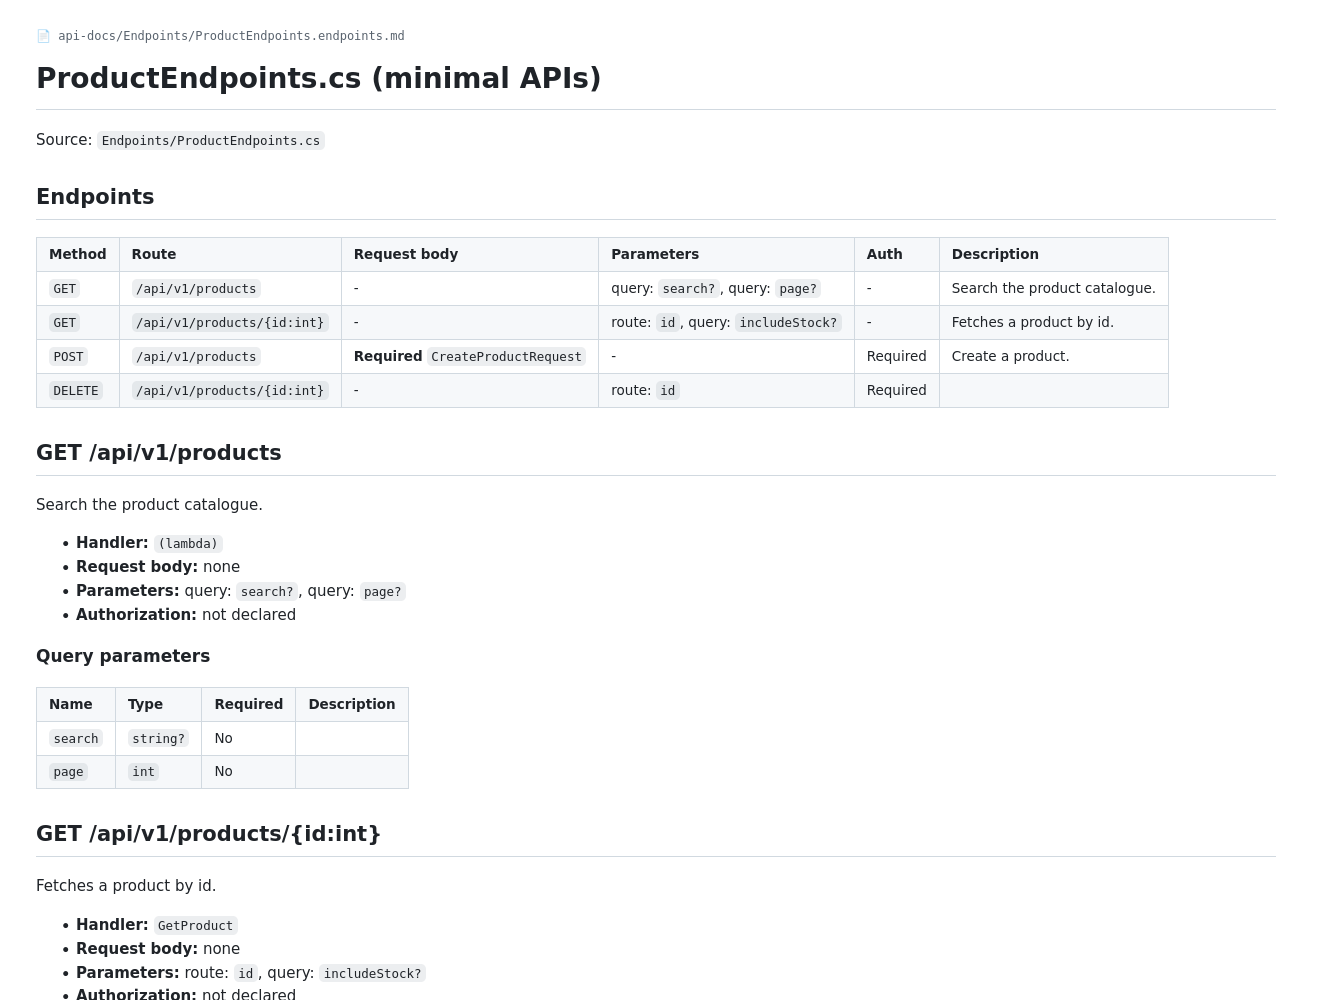 📄 api-docs/Endpoints/ProductEndpoints.endpoints.md
ProductEndpoints.cs (minimal APIs)
Source: Endpoints/ProductEndpoints.cs
Endpoints
Method Route Request body Parameters Auth Description
GET /api/v1/products - query: search?, query: page? - Search the product catalogue.
GET /api/v1/products/{id:int} - route: id, query: includeStock? - Fetches a product by id.
POST /api/v1/products Required CreateProductRequest - Required Create a product.
DELETE /api/v1/products/{id:int} - route: id Required
GET /api/v1/products
Search the product catalogue.
• Handler: (lambda)
• Request body: none
• Parameters: query: search?, query: page?
• Authorization: not declared
Query parameters
Name Type Required Description
search string? No
page int No
GET /api/v1/products/{id:int}
Fetches a product by id.
• Handler: GetProduct
• Request body: none
• Parameters: route: id, query: includeStock?
• Authorization: not declared